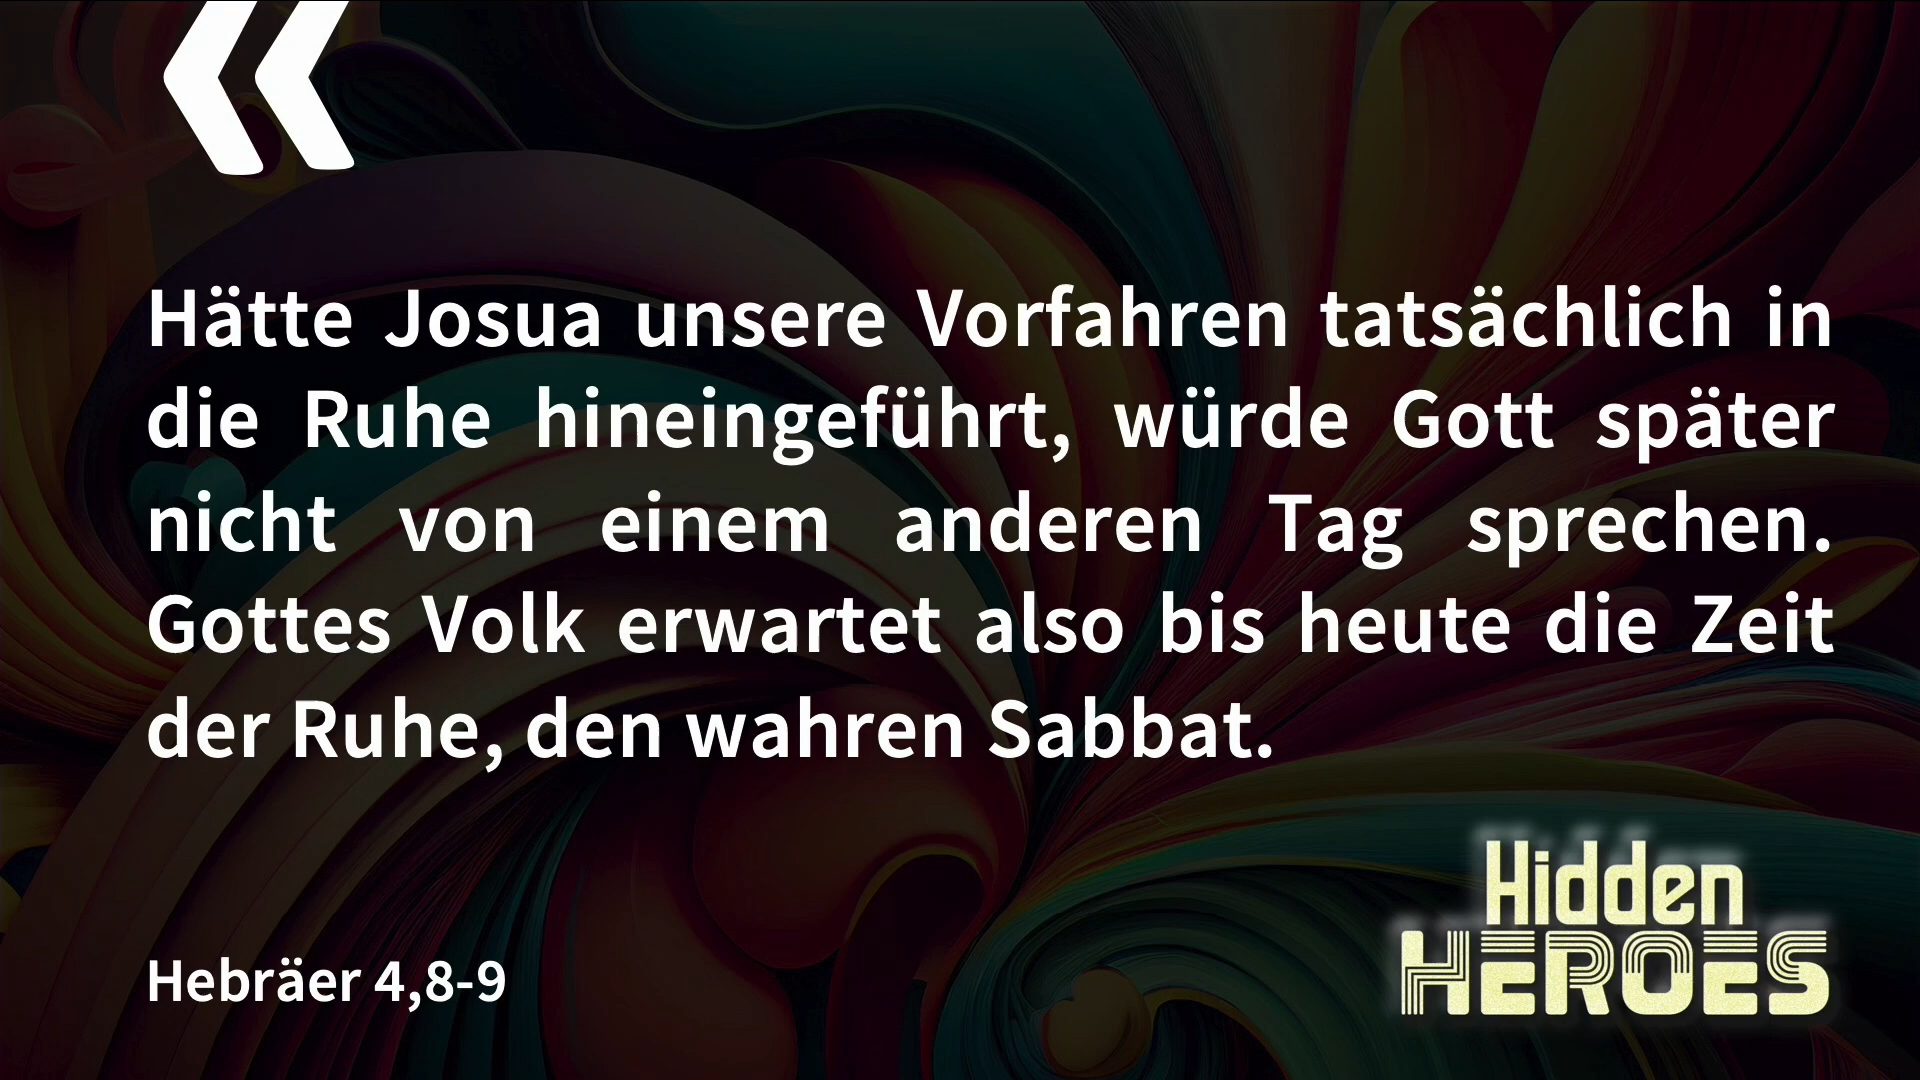 «
Hätte Josua unsere Vorfahren tatsächlich in
die Ruhe hineingeführt, würde Gott später
nicht von einem anderen Tag sprechen.
Gottes Volk erwartet also bis heute die Zeit
der Ruhe, den wahren Sabbat.
Hebräer 4,8-9
Hidden
HEROES